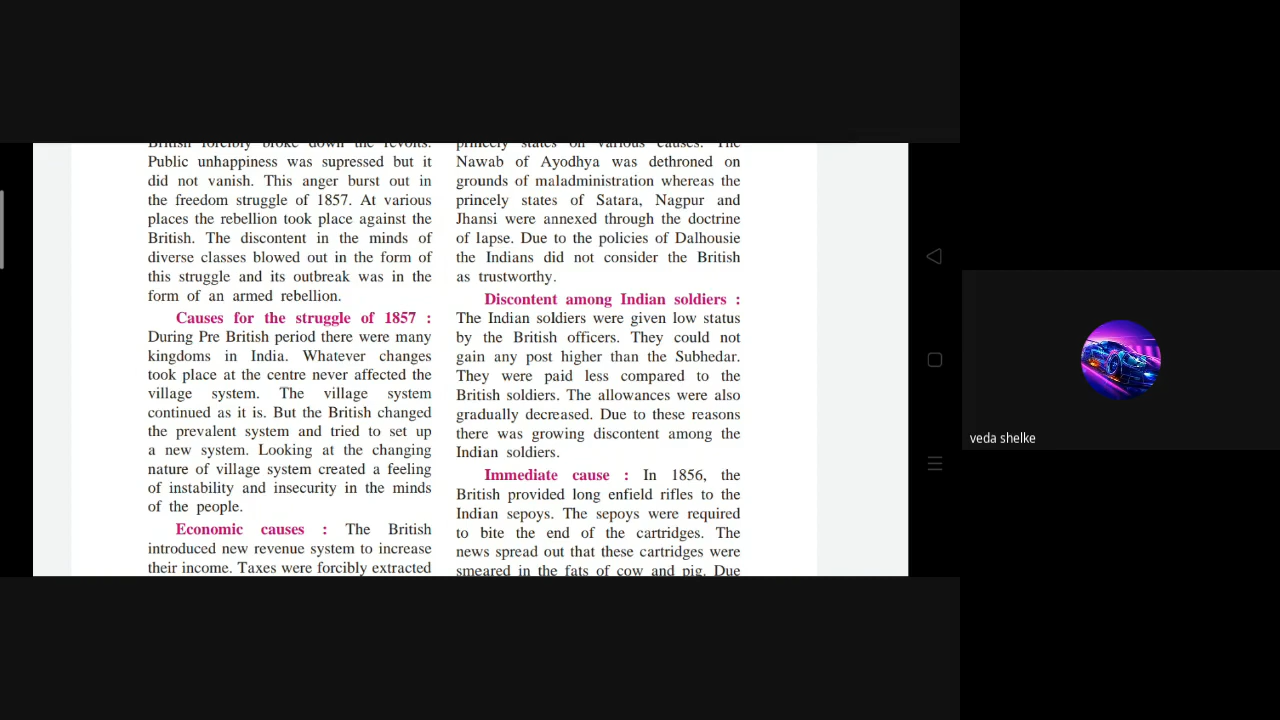 British forcibly broke down the revolts.
Public unhappiness was supressed but it
did not vanish. This anger burst out in
the freedom struggle of 1857. At various
places the rebellion took place against the
British. The discontent in the minds of
diverse classes blowed out in the form of
this struggle and its outbreak was in the
form of an armed rebellion.
Causes for the struggle of 1857 :
During Pre British period there were many
kingdoms in India. Whatever changes
took place at the centre never affected the
village system. The village system
continued as it is. But the British changed
the prevalent system and tried to set up
a new system. Looking at the changing
nature of village system created a feeling
of instability and insecurity in the minds
of the people.
Economic causes : The British
introduced new revenue system to increase
their income. Taxes were forcibly extracted
princely states on various causes. The
Nawab of Ayodhya was dethroned on
grounds of maladministration whereas the
princely states of Satara, Nagpur and
Jhansi were annexed through the doctrine
of lapse. Due to the policies of Dalhousie
the Indians did not consider the British
as trustworthy.
Discontent among Indian soldiers :
The Indian soldiers were given low status
by the British officers. They could not
gain any post higher than the Subhedar.
They were paid less compared to the
British soldiers. The allowances were also
gradually decreased. Due to these reasons
there was growing discontent among the
Indian soldiers.
Immediate cause : In 1856, the
British provided long enfield rifles to the
Indian sepoys. The sepoys were required
to bite the end of the cartridges. The
news spread out that these cartridges were
smeared in the fats of cow and pig. Due
veda shelke